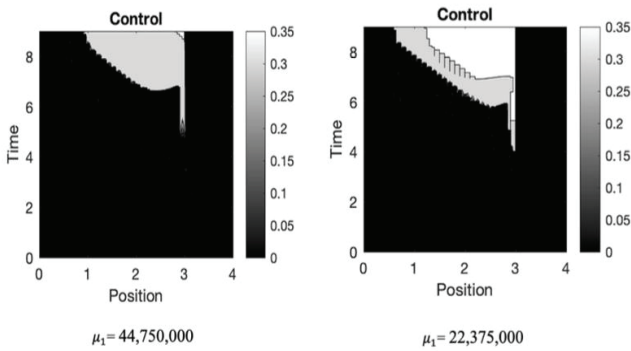 Control
8
6
4
2
0
Time
0 1 2 3 4
Position
0.35
0.3
0.25
0.2
0.15
0.1
0.05
0
μ₁= 44,750,000
Control
8
6
4
2
0
Time
0 1 2 3 4
Position
0.35
0.3
0.25
0.2
0.15
0.1
0.05
0
μ₁= 22,375,000